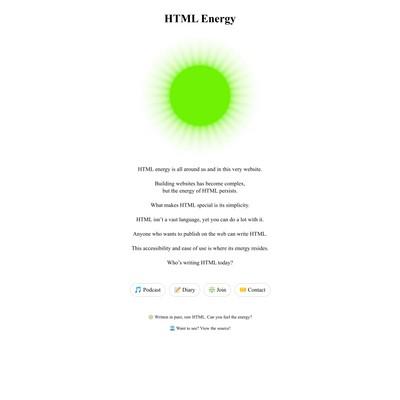 HTML Energy
HTML energy is all around us and in this very website.
Building websites has become complex,
but the energy of HTML persists.
What makes HTML special is its simplicity.
HTML isn't a vast language, yet you can do a lot with it.
Anyone who wants to publish on the web can write HTML.
This accessibility and ease of use is where its energy resides.
Who's writing HTML today?
Podcast
Diary
Join
Contact
Written in pure, raw HTML. Can you feel the energy?
Want to see? View the source!